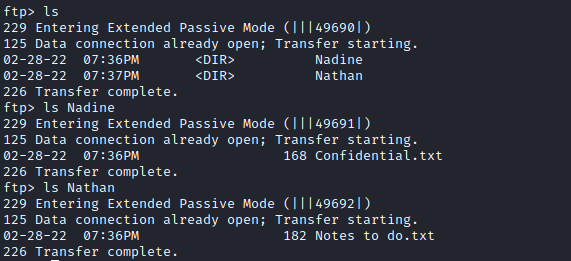 ftp> ls
229 Entering Extended Passive Mode (|||49690|)
125 Data connection already open; Transfer starting.
02-28-22  07:36PM       <DIR>          Nadine
02-28-22  07:37PM       <DIR>          Nathan
226 Transfer complete.
ftp> ls Nadine
229 Entering Extended Passive Mode (|||49691|)
125 Data connection already open; Transfer starting.
02-28-22  07:36PM                  168 Confidential.txt
226 Transfer complete.
ftp> ls Nathan
229 Entering Extended Passive Mode (|||49692|)
125 Data connection already open; Transfer starting.
02-28-22  07:36PM                  182 Notes to do.txt
226 Transfer complete.